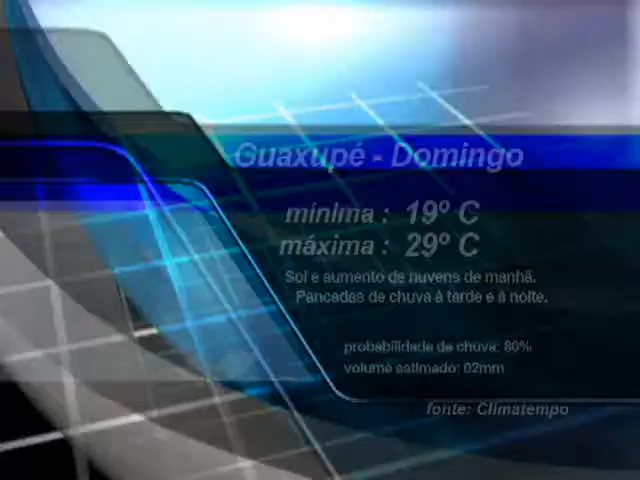 Guaxupé - Domingo
mínima : 19º C
máxima : 29º C
Sol e aumento de nuvens de manhã.
Pancadas de chuva à tarde e à noite.
probabilidade de chuva: 80%
volume estimado: 02mm
fonte: Climatempo